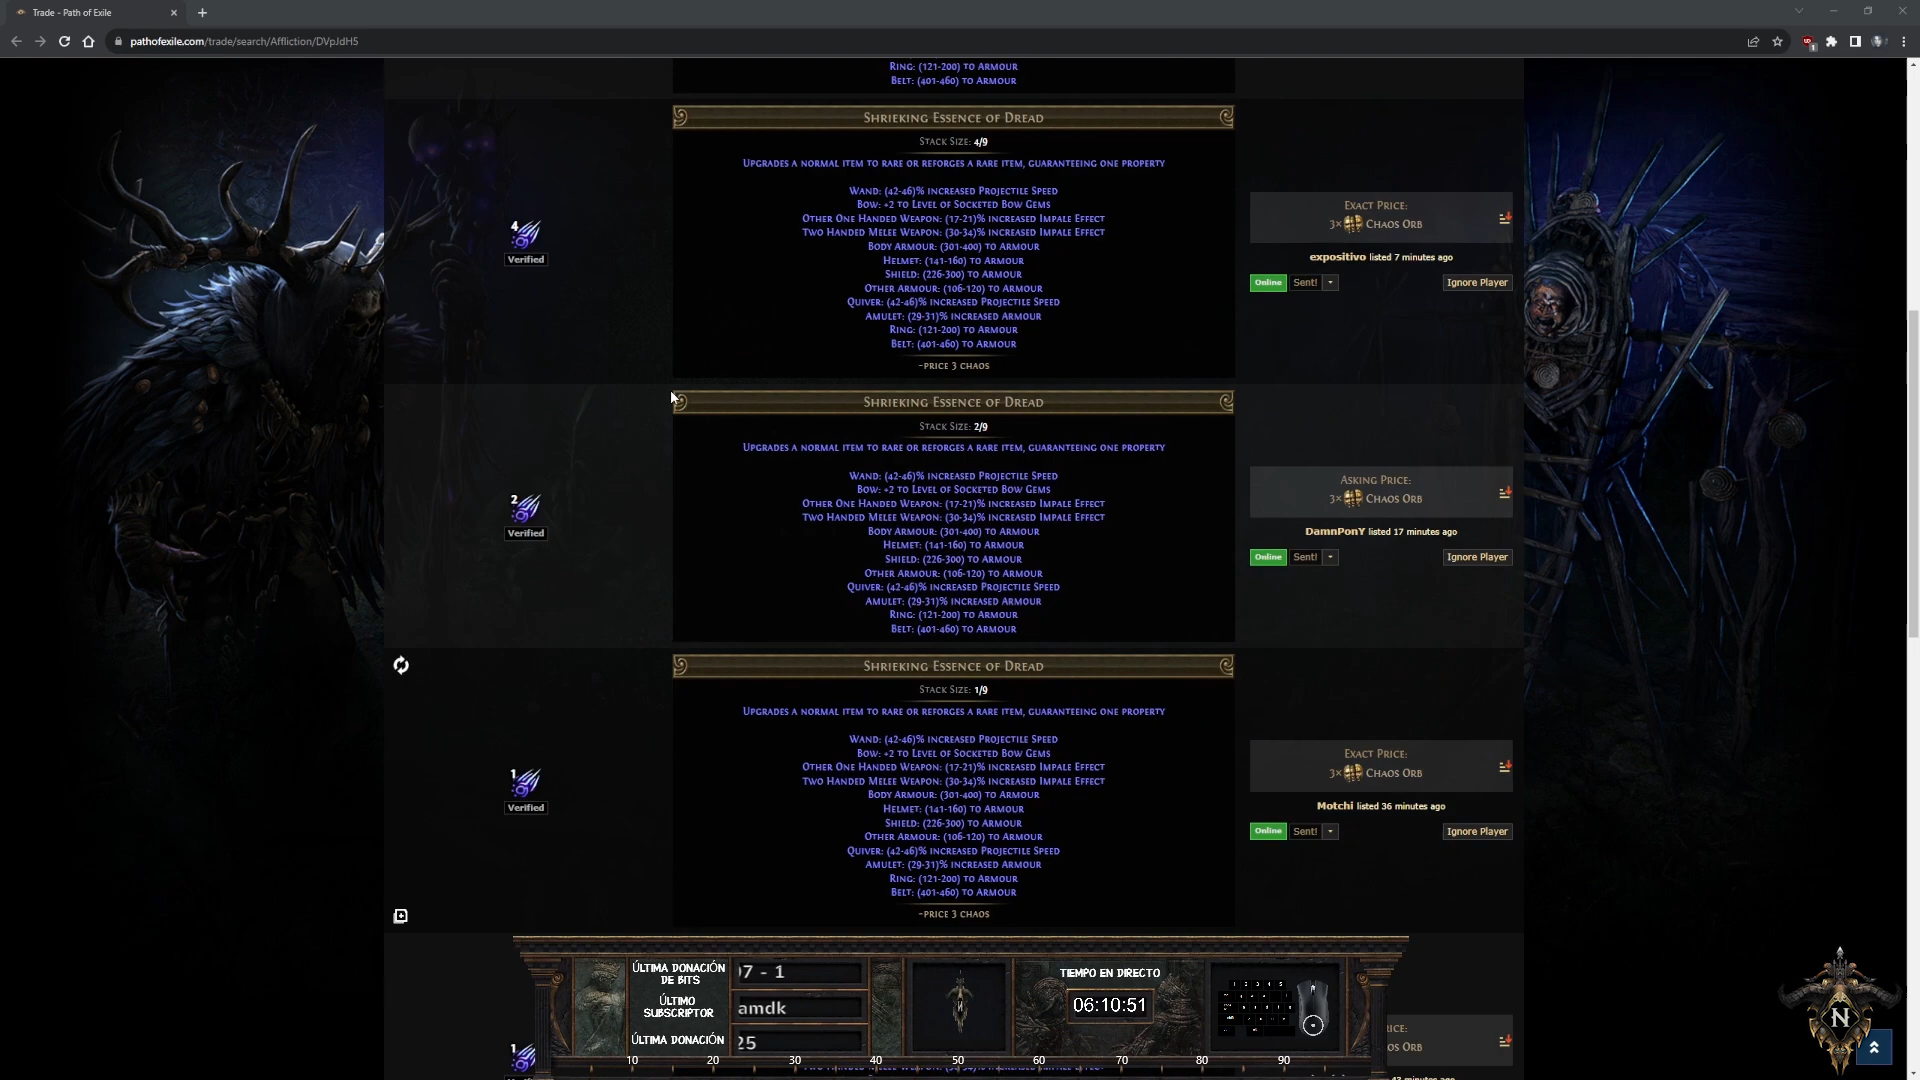 Trade - Path of Exile
pathofexile.com/trade/search/Affliction/DVpJdH5
Ring: (121-200) to Armour
Belt: (401-460) to Armour
Shrieking Essence of Dread
Stack Size: 4/9
Upgrades a normal item to rare or reforges a rare item, guaranteeing one property
Wand: (42-46)% increased Projectile Speed
Bow: +2 to Level of Socketed Bow Gems
Other One Handed Weapon: (17-21)% increased Impale Effect
Two Handed Melee Weapon: (30-34)% increased Impale Effect
Body Armour: (301-400) to Armour
Helmet: (141-160) to Armour
Shield: (226-300) to Armour
Other Armour: (106-120) to Armour
Quiver: (42-46)% increased Projectile Speed
Amulet: (29-31)% increased Armour
Ring: (121-200) to Armour
Belt: (401-460) to Armour
~price 3 chaos
4
Verified
Exact Price:
3× Chaos Orb
expositivo listed 7 minutes ago
Online Sent! Ignore Player
Shrieking Essence of Dread
Stack Size: 2/9
Upgrades a normal item to rare or reforges a rare item, guaranteeing one property
Wand: (42-46)% increased Projectile Speed
Bow: +2 to Level of Socketed Bow Gems
Other One Handed Weapon: (17-21)% increased Impale Effect
Two Handed Melee Weapon: (30-34)% increased Impale Effect
Body Armour: (301-400) to Armour
Helmet: (141-160) to Armour
Shield: (226-300) to Armour
Other Armour: (106-120) to Armour
Quiver: (42-46)% increased Projectile Speed
Amulet: (29-31)% increased Armour
Ring: (121-200) to Armour
Belt: (401-460) to Armour
2
Verified
Asking Price:
3× Chaos Orb
DamnPonY listed 17 minutes ago
Online Sent! Ignore Player
Shrieking Essence of Dread
Stack Size: 1/9
Upgrades a normal item to rare or reforges a rare item, guaranteeing one property
Wand: (42-46)% increased Projectile Speed
Bow: +2 to Level of Socketed Bow Gems
Other One Handed Weapon: (17-21)% increased Impale Effect
Two Handed Melee Weapon: (30-34)% increased Impale Effect
Body Armour: (301-400) to Armour
Helmet: (141-160) to Armour
Shield: (226-300) to Armour
Other Armour: (106-120) to Armour
Quiver: (42-46)% increased Projectile Speed
Amulet: (29-31)% increased Armour
Ring: (121-200) to Armour
Belt: (401-460) to Armour
~price 3 chaos
1
Verified
Exact Price:
3× Chaos Orb
Motchi listed 36 minutes ago
Online Sent! Ignore Player
ÚLTIMA DONACIÓN
DE BITS
7 - 1
ÚLTIMO
SUBSCRIPTOR
amdk
ÚLTIMA DONACIÓN
25
TIEMPO EN DIRECTO
06:10:51
10 20 30 40 50 60 70 80 90
1
ice:
os Orb
minutes ago
N